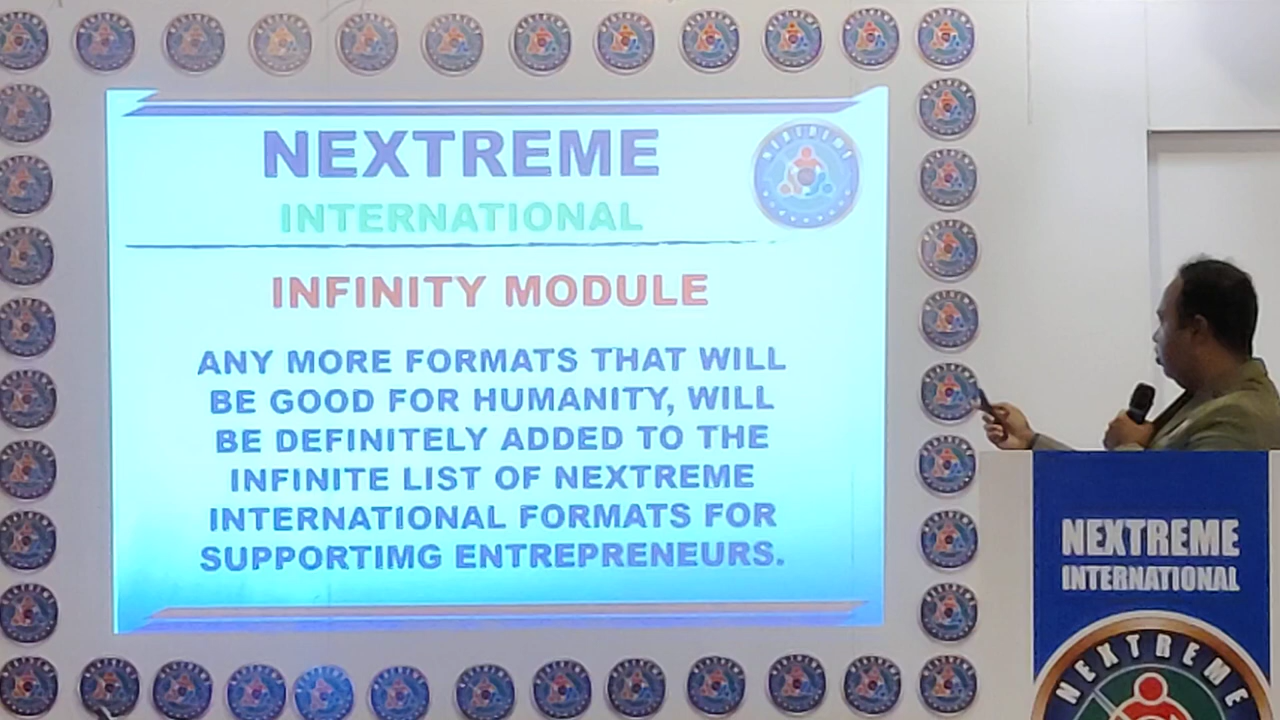 NEXTREME
INTERNATIONAL
INFINITY MODULE
ANY MORE FORMATS THAT WILL
BE GOOD FOR HUMANITY, WILL
BE DEFINITELY ADDED TO THE
INFINITE LIST OF NEXTREME
INTERNATIONAL FORMATS FOR
SUPPORTIMG ENTREPRENEURS.
NEXTREME
NEXTREME
INTERNATIONAL
NEXTREME